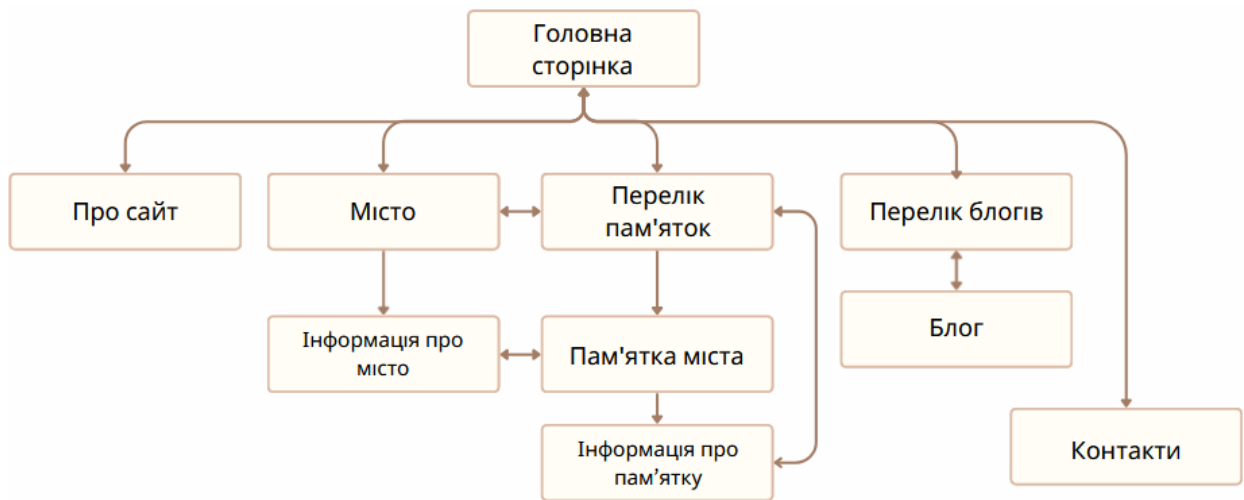 Головна
сторінка
Про сайт
Місто
Перелік
пам'яток
Перелік блогів
Інформація про
місто
Пам'ятка міста
Блог
Інформація про
пам’ятку
Контакти